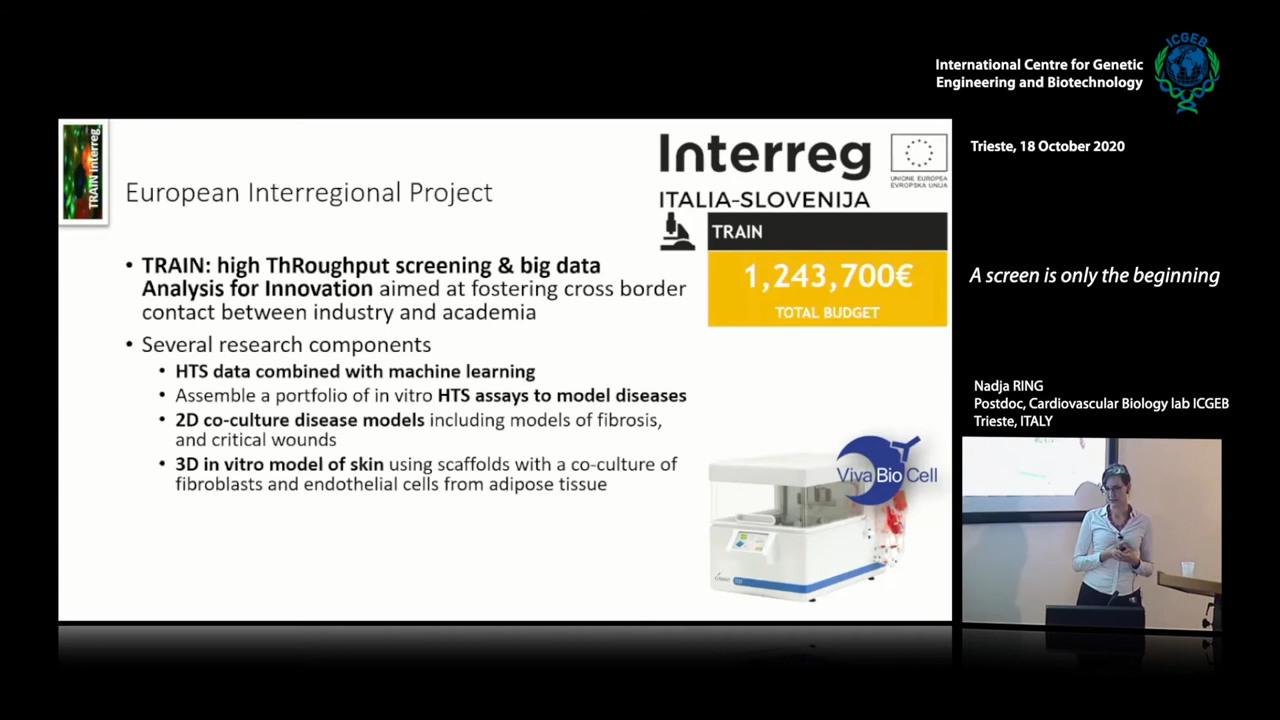 International Centre for Genetic
Engineering and Biotechnology
ICGEB
Trieste, 18 October 2020
A screen is only the beginning
Nadja RING
Postdoc, Cardiovascular Biology lab ICGEB
Trieste, ITALY
TRAIN Interreg
European Interregional Project
Interreg
ITALIA-SLOVENIJA
UNIONE EUROPEA
EVROPSKA UNIJA
TRAIN
1,243,700€
TOTAL BUDGET
• TRAIN: high ThRoughput screening & big data
Analysis for Innovation aimed at fostering cross border
contact between industry and academia
• Several research components
• HTS data combined with machine learning
• Assemble a portfolio of in vitro HTS assays to model diseases
• 2D co-culture disease models including models of fibrosis,
and critical wounds
• 3D in vitro model of skin using scaffolds with a co-culture of
fibroblasts and endothelial cells from adipose tissue
Viva Bio Cell